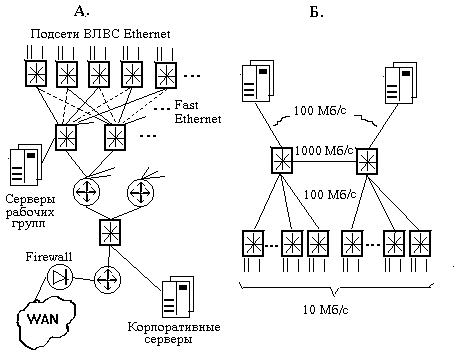 А.
Подсети ВЛВС Ethernet
Fast
Ethernet
Серверы
рабочих
групп
Firewall
WAN
Корпоративные
серверы
Б.
100 Мб/с
1000 Мб/с
100 Мб/с
10 Мб/с